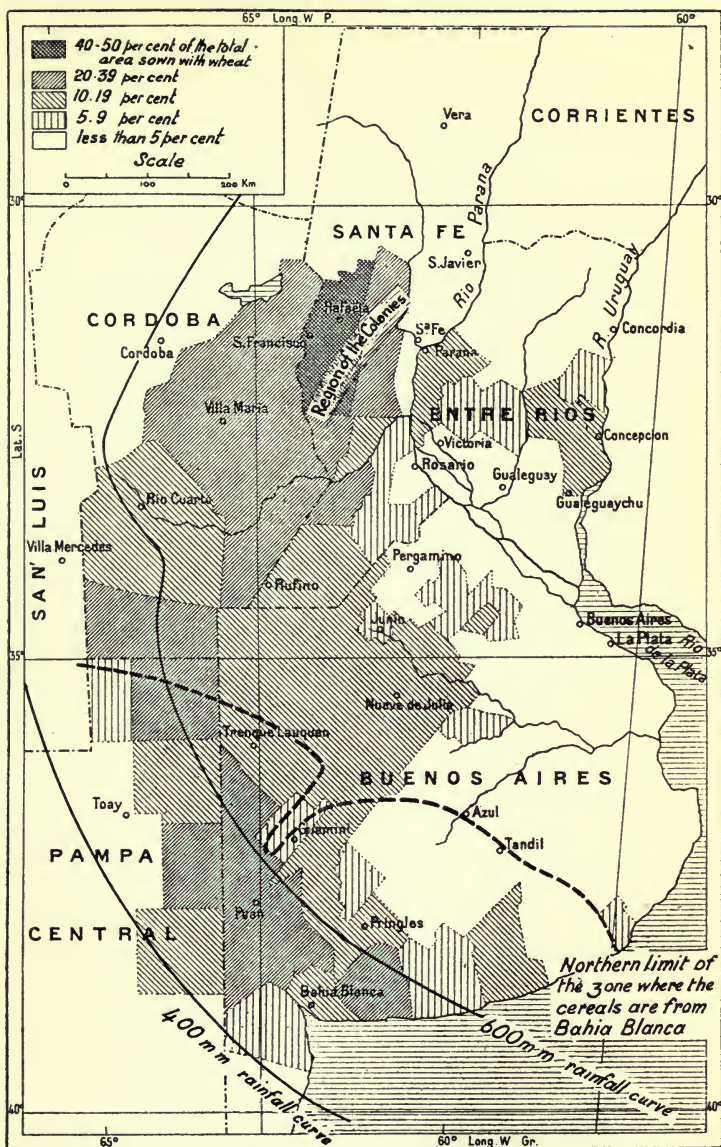 65° Long. W P. 60°
40-50 per cent of the total
area sown with wheat
20-39 per cent
10.19 per cent
5.9 per cent
less than 5 per cent
Scale
0 100 200 Km
Vera
CORRIENTES
30°
30°
SANTA FE
Rio Parana
S. Javier
R. Uruguay
CORDOBA
Cordoba
Rafaela
S. Francisco
Region of the Colonies
Sª Fe
Parana
Concordia
Villa Maria
ENTRE RIOS
Lat. S
Victoria
Concepcion
Rosario
Rio Cuarto
Gualeguay
Gualeguaychu
SAN LUIS
Villa Mercedes
Pergamino
Rufino
Junin
Buenos Aires
La Plata
Rio
de la Plata
35°
35°
Nueve de Julio
Trenque Lauquen
BUENOS AIRES
Toay
Azul
Guamini
Tandil
PAMPA
CENTRAL
Puan
Pringles
Bahia Blanca
Northern limit of
the zone where the
cereals are from
Bahia Blanca
400 mm rainfall curve
600 mm rainfall curve
40°
40°
65° 60° Long. W Gr.